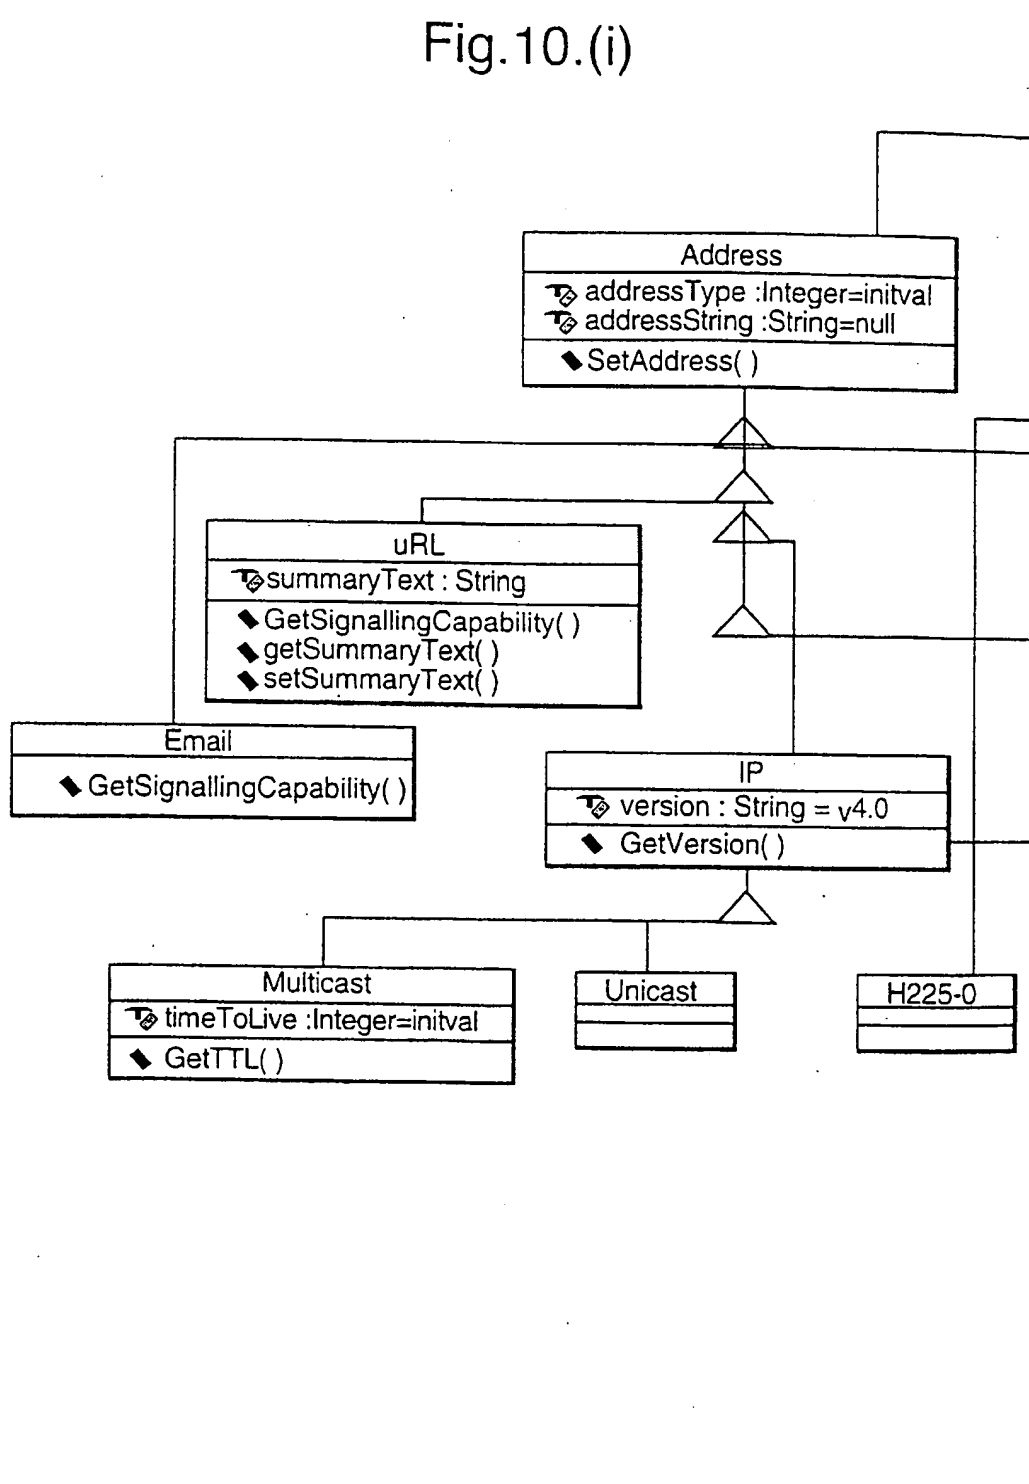 Fig.10.(i)
Address
addressType :Integer=initval
addressString :String=null
SetAddress( )
uRL
summaryText : String
GetSignallingCapability( )
getSummaryText( )
setSummaryText( )
Email
GetSignallingCapability( )
IP
version : String = v4.0
GetVersion( )
Multicast
timeToLive :Integer=initval
GetTTL( )
Unicast
H225-0